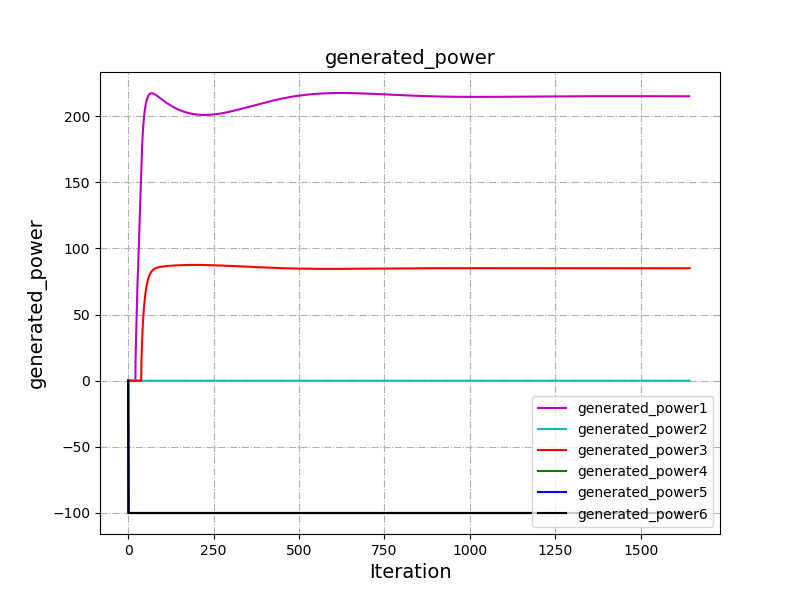 generated_power
200
150
100
50
0
−50
−100
generated_power
0
250
500
750
1000
1250
1500
Iteration
generated_power1
generated_power2
generated_power3
generated_power4
generated_power5
generated_power6